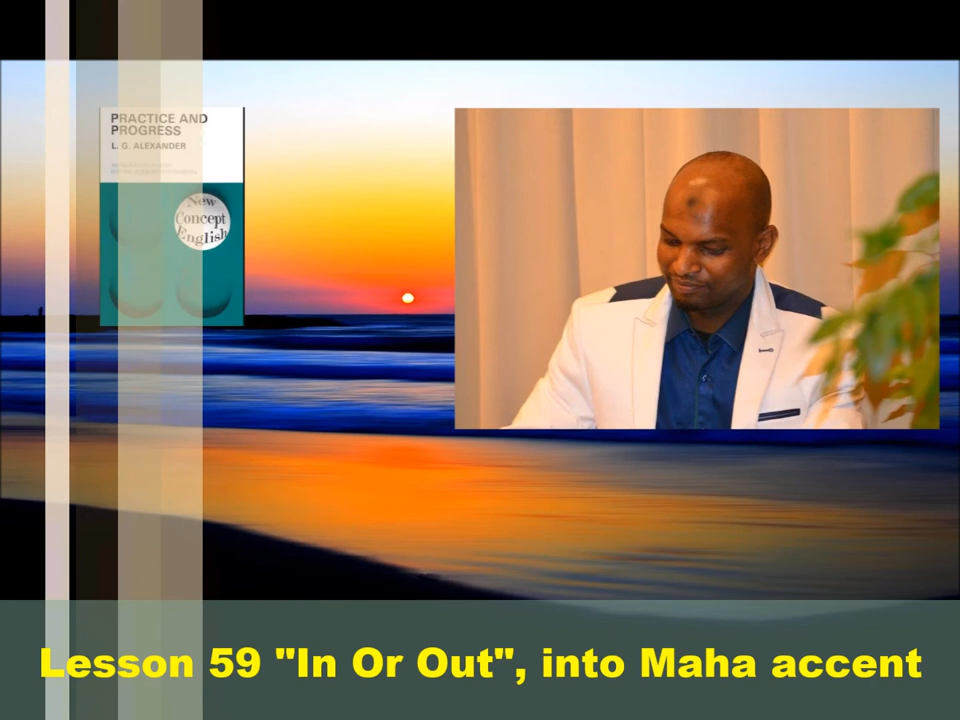 PRACTICE AND
PROGRESS
L. G. ALEXANDER
New
Concept
English
Lesson 59 "In Or Out", into Maha accent